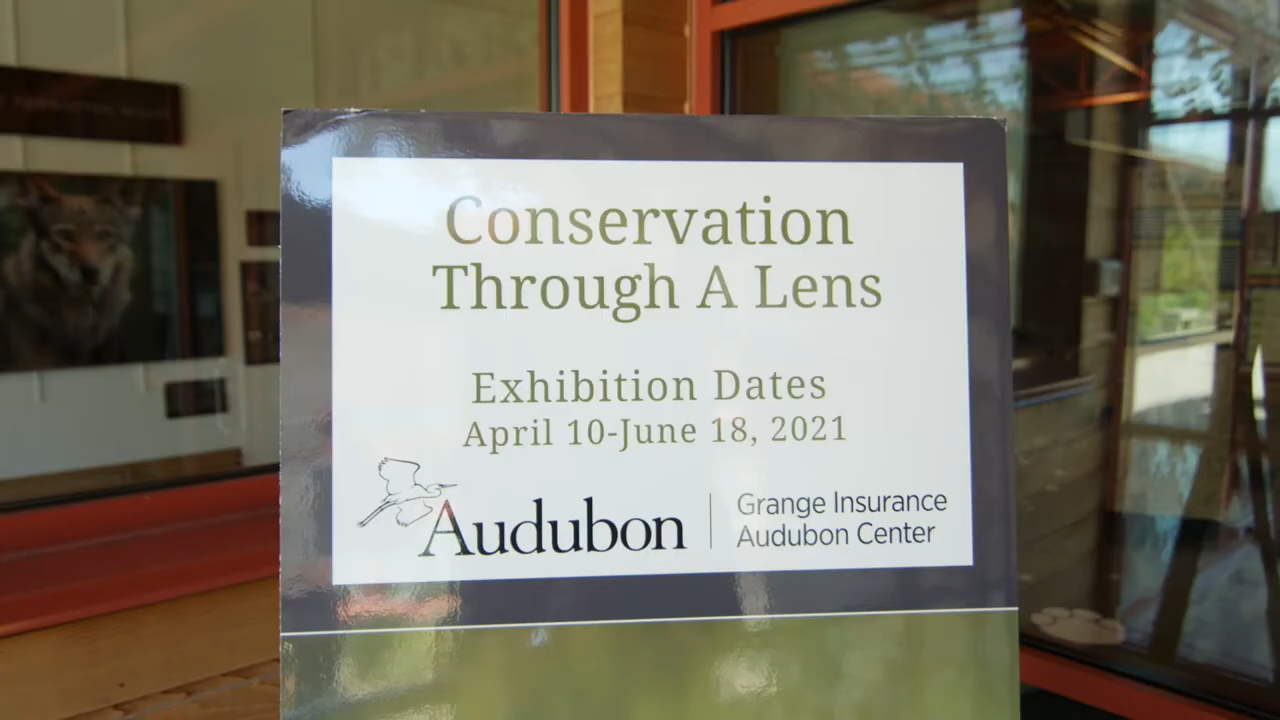 Conservation
Through A Lens
Exhibition Dates
April 10-June 18, 2021
Audubon
Grange Insurance
Audubon Center